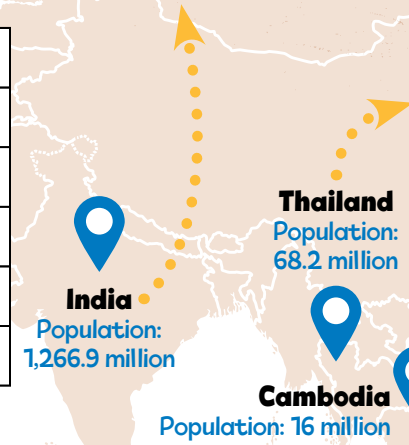 Thailand
Population:
68.2 million
India
Population:
1,266.9 million
Cambodia
Population: 16 million